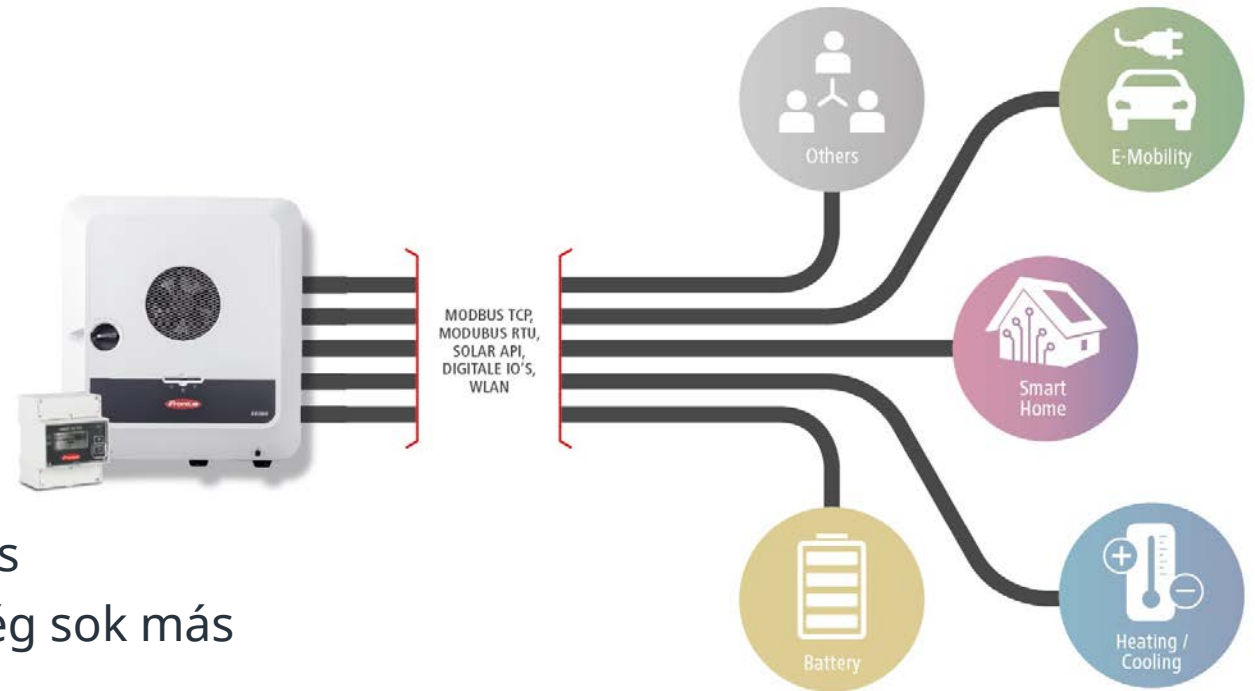 Others
E-Mobility
MODBUS TCP,
MODUBUS RTU,
SOLAR API,
DIGITALE IO'S,
WLAN
Fronius
Smart
Home
Battery
Heating /
Cooling
s
ég sok más